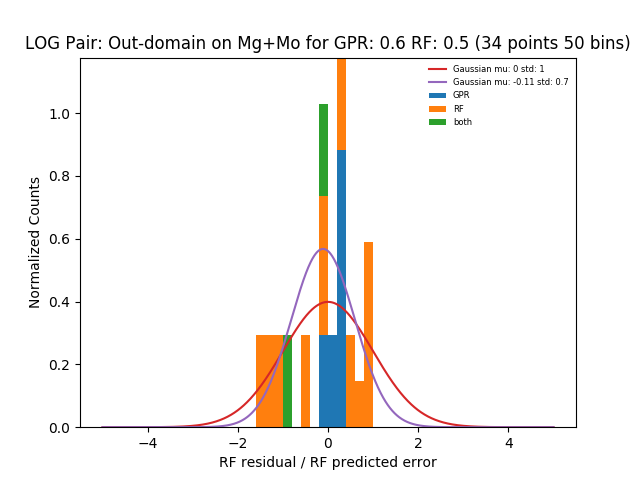 LOG Pair: Out-domain on Mg+Mo for GPR: 0.6 RF: 0.5 (34 points 50 bins)
Gaussian mu: 0 std: 1
Gaussian mu: -0.11 std: 0.7
GPR
RF
both
Normalized Counts
1.0
0.8
0.6
0.4
0.2
0.0
−4 −2 0 2 4
RF residual / RF predicted error